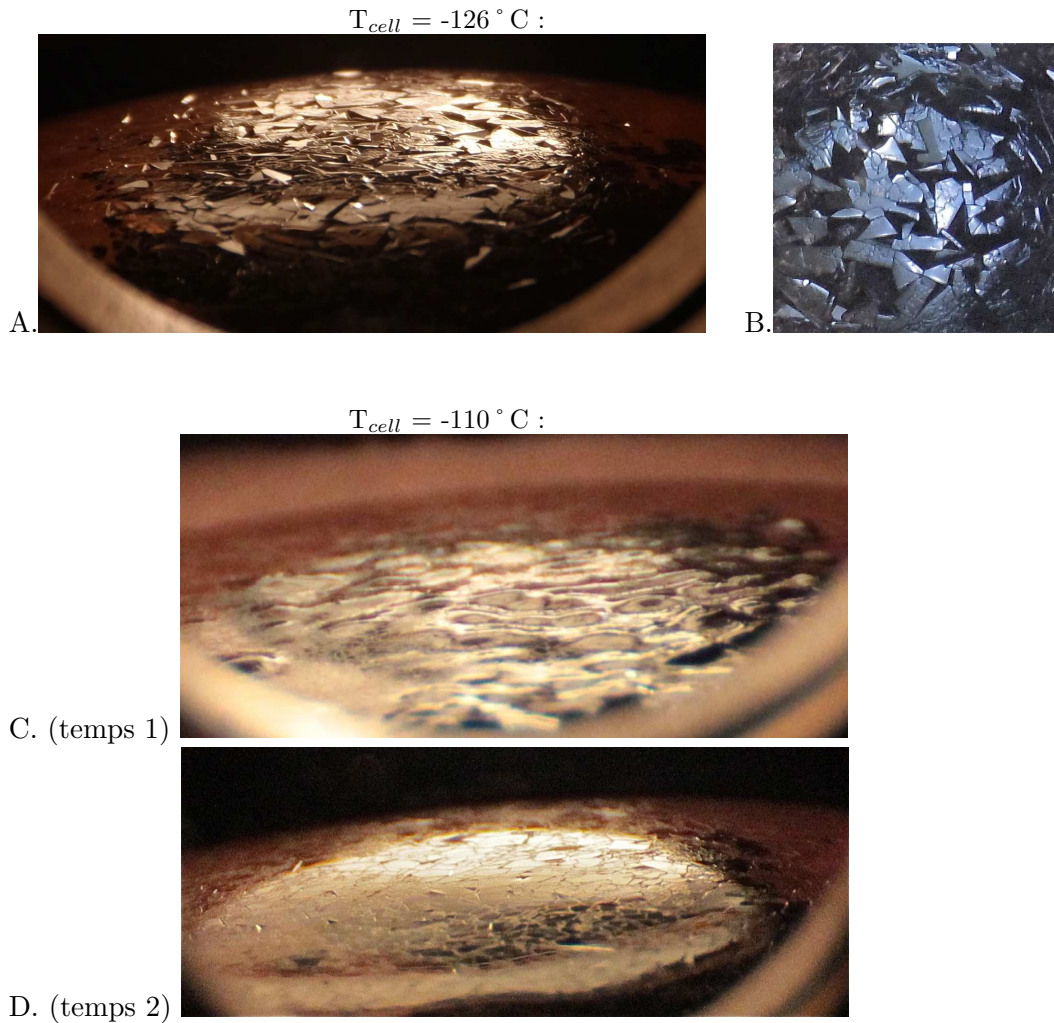 T_cell = -126°C :
A.
B.
T_cell = -110°C :
C. (temps 1)
D. (temps 2)